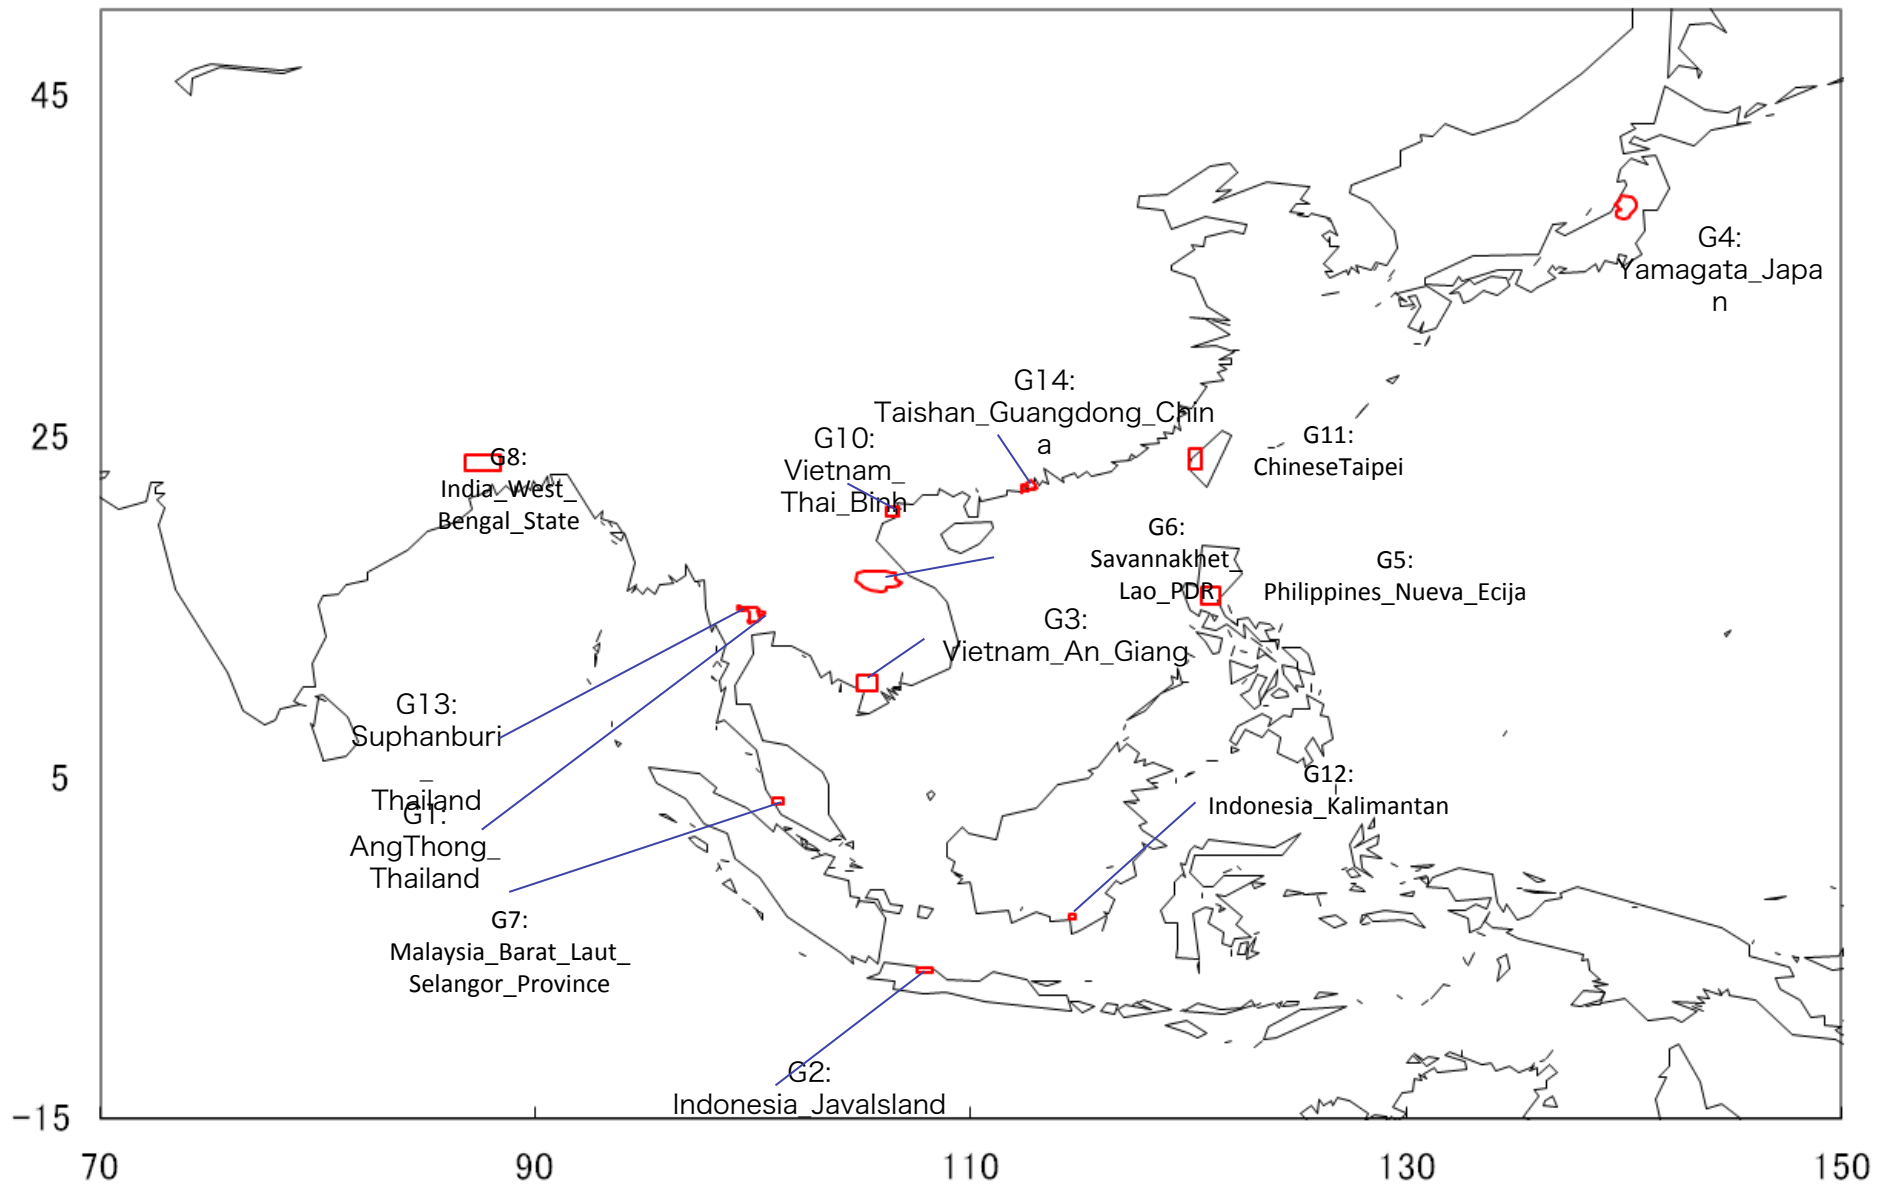 45
25
5
-15
70
90
110
130
150
G4:
Yamagata_Japa
n
G14:
Taishan_Guangdong_Chin
a
G10:
Vietnam_
Thai_Binh
G11:
ChineseTaipei
G8:
India_West_
Bengal_State
G6:
Savannakhet_
Lao_PDR
G5:
Philippines_Nueva_Ecija
G3:
Vietnam_An_Giang
G13:
Suphanburi
_
Thailand
G1:
AngThong_
Thailand
G12:
Indonesia_Kalimantan
G7:
Malaysia_Barat_Laut_
Selangor_Province
G2:
Indonesia_JavaIsland